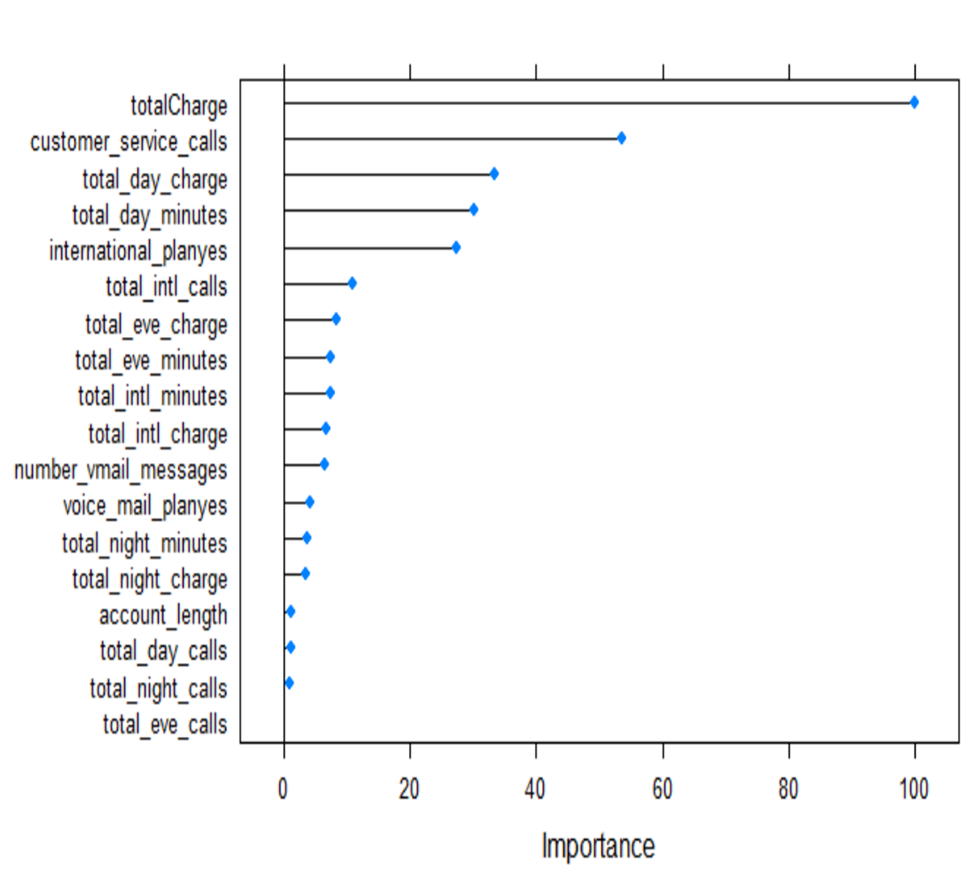 totalCharge
customer_service_calls
total_day_charge
total_day_minutes
international_planyes
total_intl_calls
total_eve_charge
total_eve_minutes
total_intl_minutes
total_intl_charge
number_vmail_messages
voice_mail_planyes
total_night_minutes
total_night_charge
account_length
total_day_calls
total_night_calls
total_eve_calls
0 20 40 60 80 100
Importance